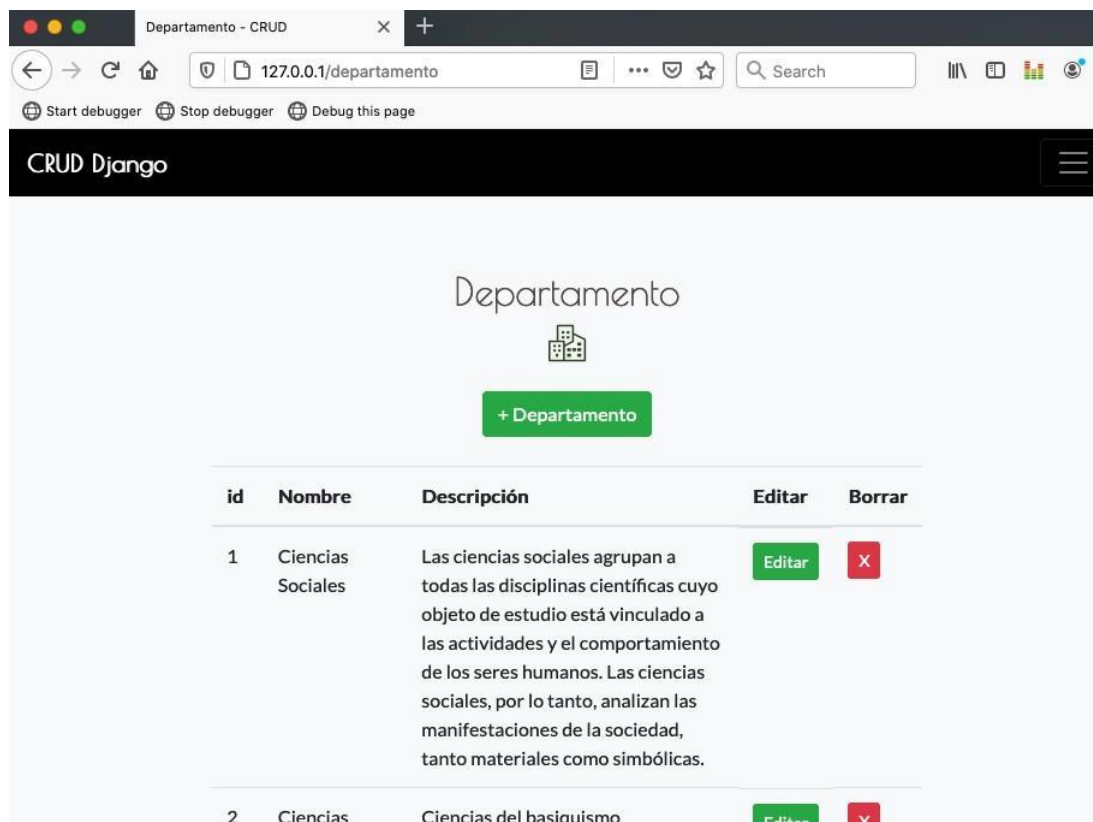 Departamento - CRUD
127.0.0.1/departamento
Search
Start debugger Stop debugger Debug this page
CRUD Django
Departamento
+ Departamento
id Nombre Descripción Editar Borrar
1 Ciencias Las ciencias sociales agrupan a Editar X
Sociales todas las disciplinas científicas cuyo
objeto de estudio está vinculado a
las actividades y el comportamiento
de los seres humanos. Las ciencias
sociales, por lo tanto, analizan las
manifestaciones de la sociedad,
tanto materiales como simbólicas.
2 Ciencias Ciencias del basiquismo Editar X